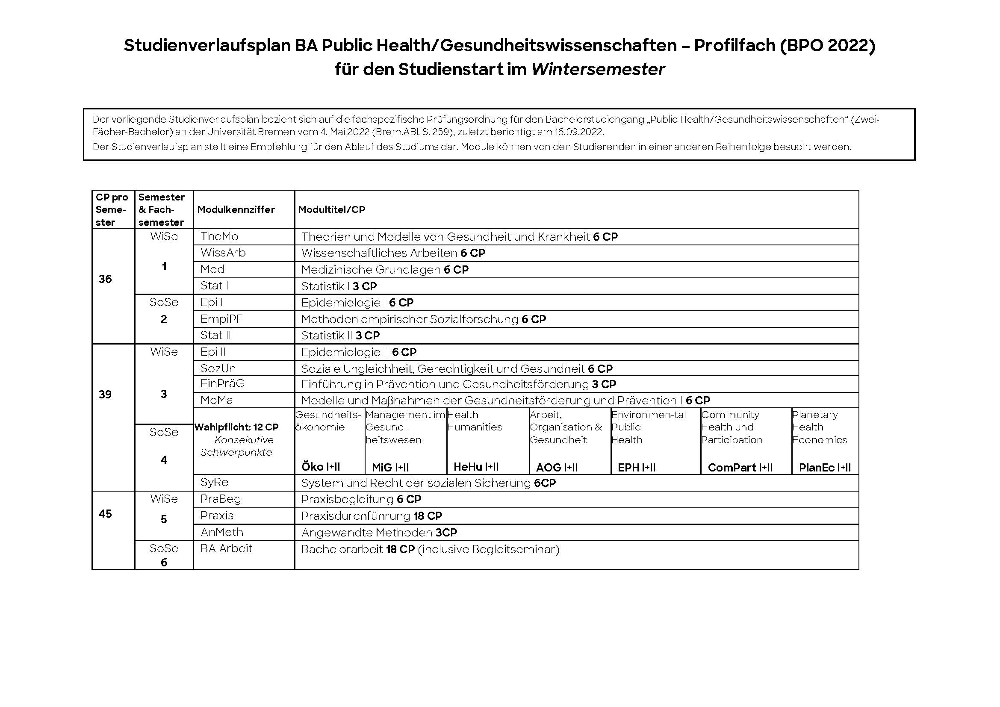 Studienverlaufsplan BA Public Health/Gesundheitswissenschaften – Profilfach (BPO 2022)
für den Studienstart im Wintersemester
Der vorliegende Studienverlaufsplan bezieht sich auf die fachspezifische Prüfungsordnung für den Bachelorstudiengang „Public Health/Gesundheitswissenschaften“ (Zwei-
Fächer-Bachelor) an der Universität Bremen vom 4. Mai 2022 (Brem.ABl. S. 259), zuletzt berichtigt am 16.09.2022.
Der Studienverlaufsplan stellt eine Empfehlung für den Ablauf des Studiums dar. Module können von den Studierenden in einer anderen Reihenfolge besucht werden.
CP pro
Seme-
ster
Semester
& Fach-
semester
Modulkennziffer
Modultitel/CP
36
WiSe
1
TheMo
Theorien und Modelle von Gesundheit und Krankheit 6 CP
WissArb
Wissenschaftliches Arbeiten 6 CP
Med
Medizinische Grundlagen 6 CP
Stat I
Statistik I 3 CP
SoSe
2
Epi I
Epidemiologie I 6 CP
EmpiPF
Methoden empirischer Sozialforschung 6 CP
Stat II
Statistik II 3 CP
39
WiSe
3
Epi II
Epidemiologie II 6 CP
SozUn
Soziale Ungleichheit, Gerechtigkeit und Gesundheit 6 CP
EinPräG
Einführung in Prävention und Gesundheitsförderung 3 CP
MoMa
Modelle und Maßnahmen der Gesundheitsförderung und Prävention I 6 CP
SoSe
4
Wahlpflicht: 12 CP
Konsekutive
Schwerpunkte
Gesundheits-
ökonomie
Öko I+II
Management im
Gesund-
heitswesen
MiG I+II
Health
Humanities
HeHu I+II
Arbeit,
Organisation &
Gesundheit
AOG I+II
Environmen-tal
Public
Health
EPH I+II
Community
Health und
Participation
ComPart I+II
Planetary
Health
Economics
PlanEc I+II
SyRe
System und Recht der sozialen Sicherung 6CP
45
WiSe
5
PraBeg
Praxisbegleitung 6 CP
Praxis
Praxisdurchführung 18 CP
AnMeth
Angewandte Methoden 3CP
SoSe
6
BA Arbeit
Bachelorarbeit 18 CP (inclusive Begleitseminar)